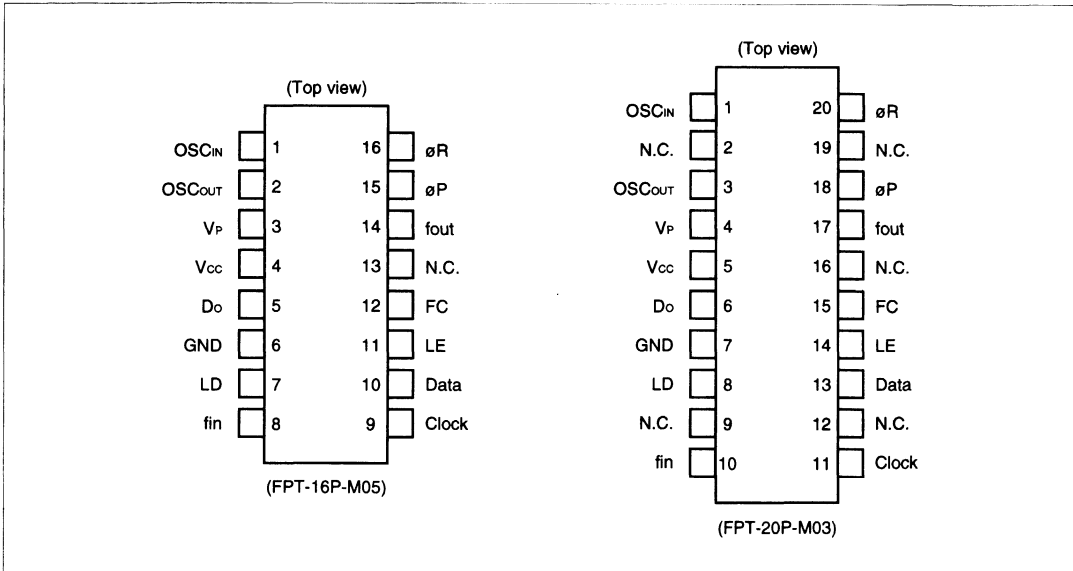 (Top view)
OSCIN 1 16 øR
OSCOUT 2 15 øP
VP 3 14 fout
VCC 4 13 N.C.
DO 5 12 FC
GND 6 11 LE
LD 7 10 Data
fin 8 9 Clock
(FPT-16P-M05)
(Top view)
OSCIN 1 20 øR
N.C. 2 19 N.C.
OSCOUT 3 18 øP
VP 4 17 fout
VCC 5 16 N.C.
DO 6 15 FC
GND 7 14 LE
LD 8 13 Data
N.C. 9 12 N.C.
fin 10 11 Clock
(FPT-20P-M03)